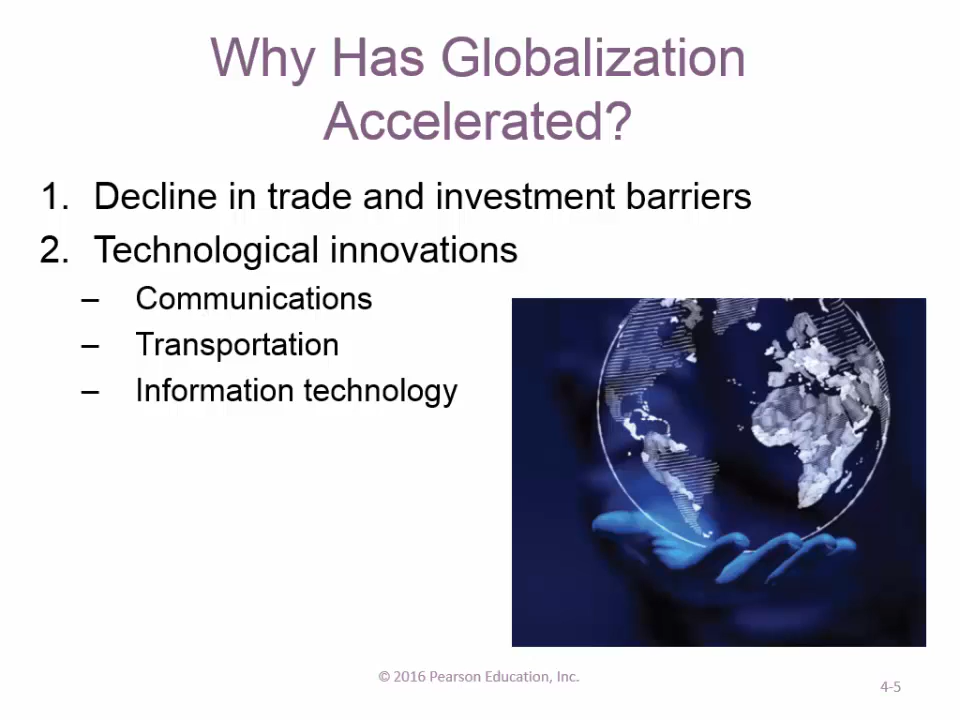 Why Has Globalization
Accelerated?
1. Decline in trade and investment barriers
2. Technological innovations
– Communications
– Transportation
– Information technology
© 2016 Pearson Education, Inc.
4-5